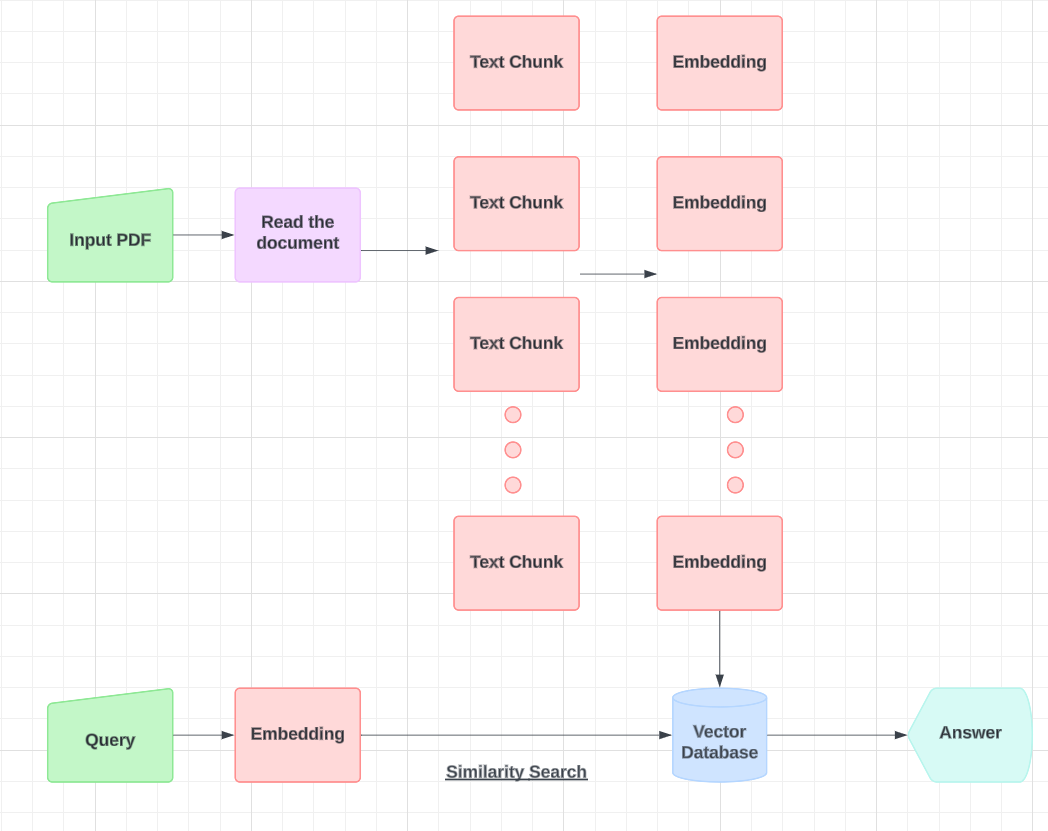 Text Chunk
Embedding
Text Chunk
Embedding
Input PDF
Read the
document
Text Chunk
Embedding
Text Chunk
Embedding
Query
Embedding
Similarity Search
Vector
Database
Answer